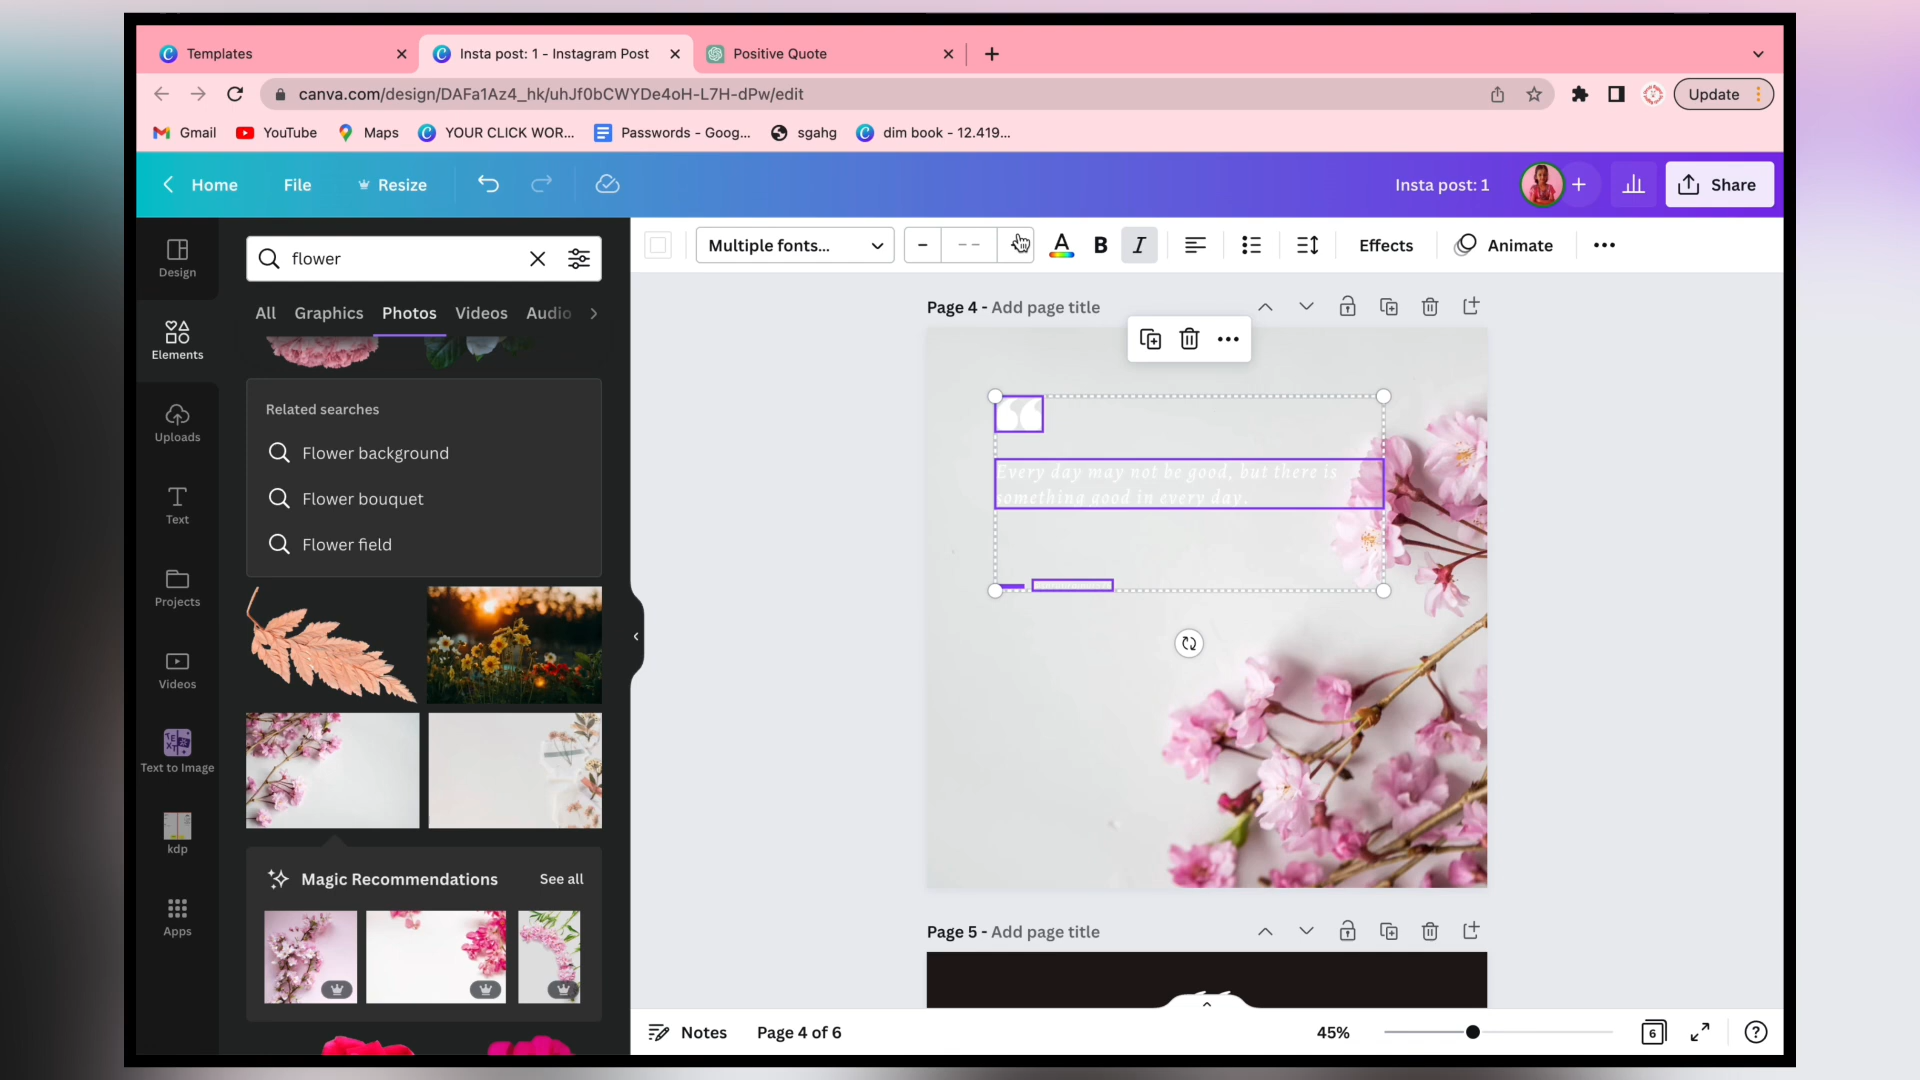 Templates
Insta post: 1 - Instagram Post
Positive Quote
canva.com/design/DAFa1Az4_hk/uhJf0bCWYDe4oH-L7H-dPw/edit
Update
Gmail
YouTube
Maps
YOUR CLICK WOR...
Passwords - Goog...
sgahg
dim book - 12.419...
Home
File
Resize
Insta post: 1
Share
Design
Elements
Uploads
Text
Projects
Videos
Text to Image
kdp
Apps
flower
All
Graphics
Photos
Videos
Audio
Related searches
Flower background
Flower bouquet
Flower field
Magic Recommendations
See all
Multiple fonts...
A
B
I
Effects
Animate
Page 4 - Add page title
Every day may not be good, but there is
something good in every day.
Page 5 - Add page title
Notes
Page 4 of 6
45%
6